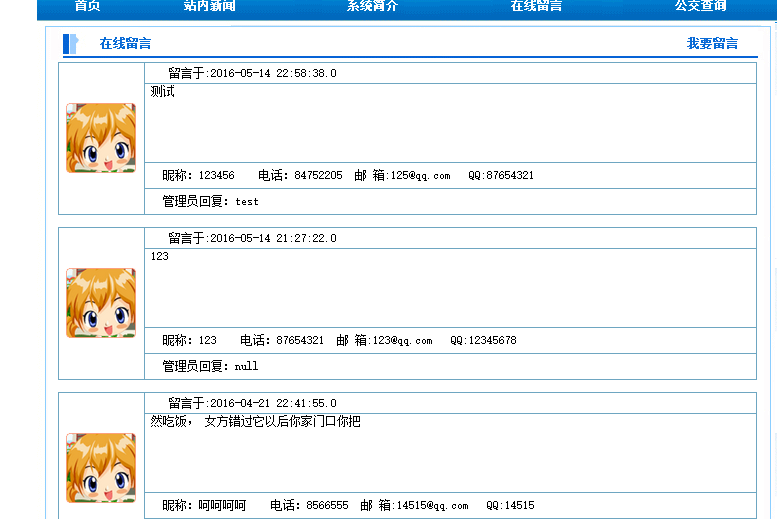 首页 站内新闻 系统简介 在线留言 公交查询
在线留言 我要留言
留言于:2016-05-14 22:58:38.0
测试
昵称：123456 电话：84752205 邮 箱:125@qq.com QQ:87654321
管理员回复：test
留言于:2016-05-14 21:27:22.0
123
昵称：123 电话：87654321 邮 箱:123@qq.com QQ:12345678
管理员回复：null
留言于:2016-04-21 22:41:55.0
然吃饭， 女方错过它以后你家门口你把
昵称：呵呵呵呵 电话：8566555 邮 箱:14515@qq.com QQ:14515